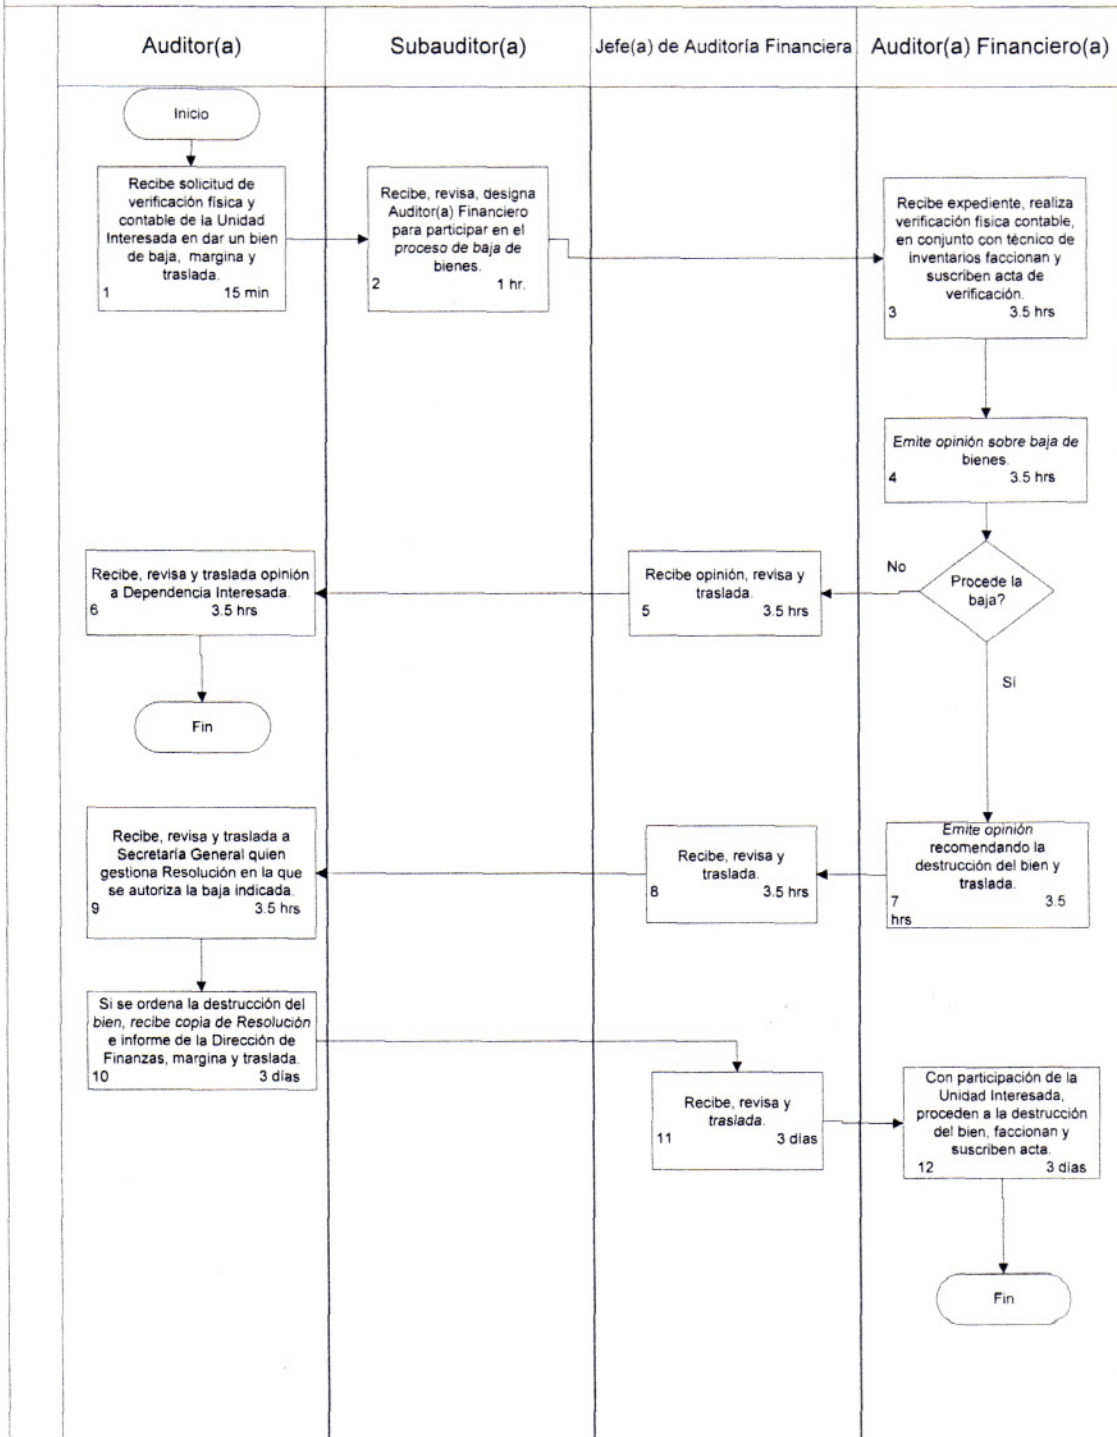 Auditor(a)
Subauditor(a)
Jefe(a) de Auditoría Financiera
Auditor(a) Financiero(a)
Inicio
Recibe solicitud de
verificación física y
contable de la Unidad
Interesada en dar un bien
de baja, margina y
traslada.
1 15 min
Recibe, revisa, designa
Auditor(a) Financiero
para participar en el
proceso de baja de
bienes.
2 1 hr.
Recibe expediente, realiza
verificación física contable,
en conjunto con técnico de
inventarios faccionan y
suscriben acta de
verificación.
3 3.5 hrs
Emite opinión sobre baja de
bienes.
4 3.5 hrs
Procede la
baja?
No
Recibe opinión, revisa y
traslada.
5 3.5 hrs
Recibe, revisa y traslada opinión
a Dependencia Interesada.
6 3.5 hrs
Fin
Sí
Emite opinión
recomendando la
destrucción del bien y
traslada.
7 3.5
hrs
Recibe, revisa y
traslada.
8 3.5 hrs
Recibe, revisa y traslada a
Secretaría General quien
gestiona Resolución en la que
se autoriza la baja indicada.
9 3.5 hrs
Si se ordena la destrucción del
bien, recibe copia de Resolución
e informe de la Dirección de
Finanzas, margina y traslada.
10 3 días
Recibe, revisa y
traslada.
11 3 días
Con participación de la
Unidad Interesada,
proceden a la destrucción
del bien, faccionan y
suscriben acta.
12 3 días
Fin